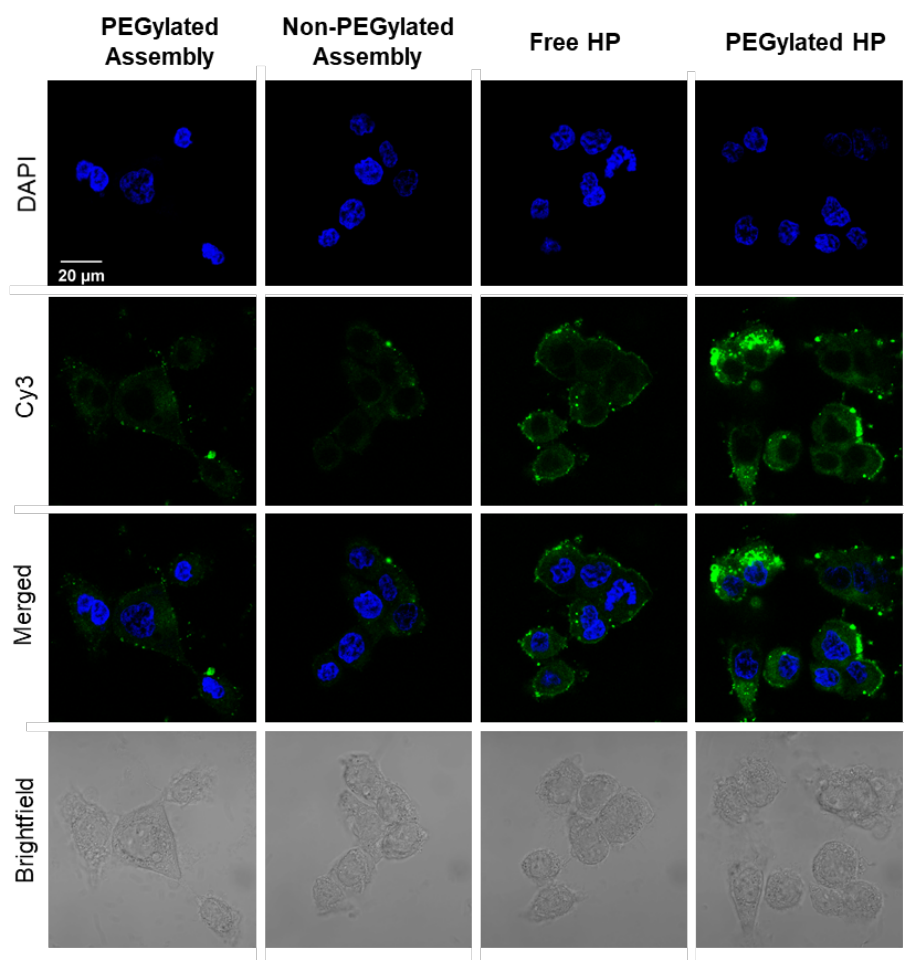 PEGylated
Assembly
Non-PEGylated
Assembly
Free HP
PEGylated HP
DAPI
20 µm
Cy3
Merged
Brightfield